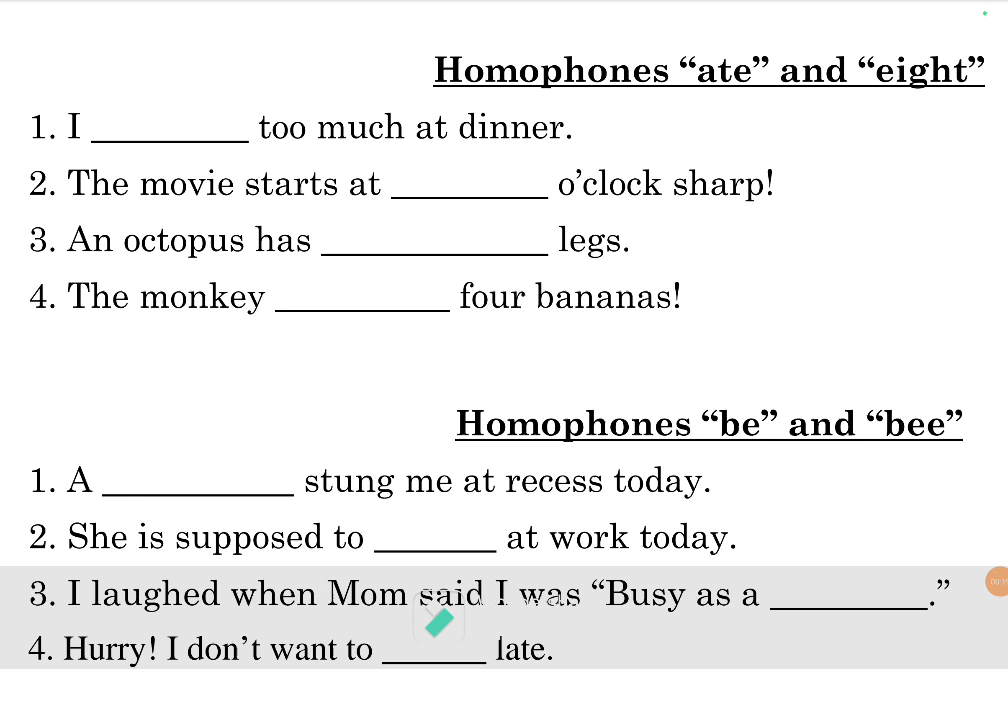 Homophones “ate” and “eight”
1. I _________ too much at dinner.
2. The movie starts at _________ o’clock sharp!
3. An octopus has _____________ legs.
4. The monkey __________ four bananas!
Homophones “be” and “bee”
1. A ___________ stung me at recess today.
2. She is supposed to _______ at work today.
3. I laughed when Mom said I was “Busy as a _________.”
4. Hurry! I don’t want to ______ late.